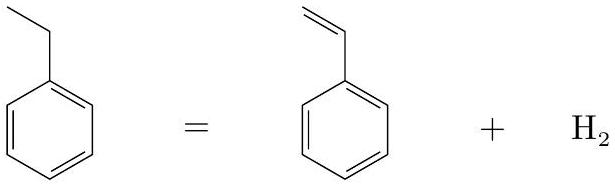 = + H₂